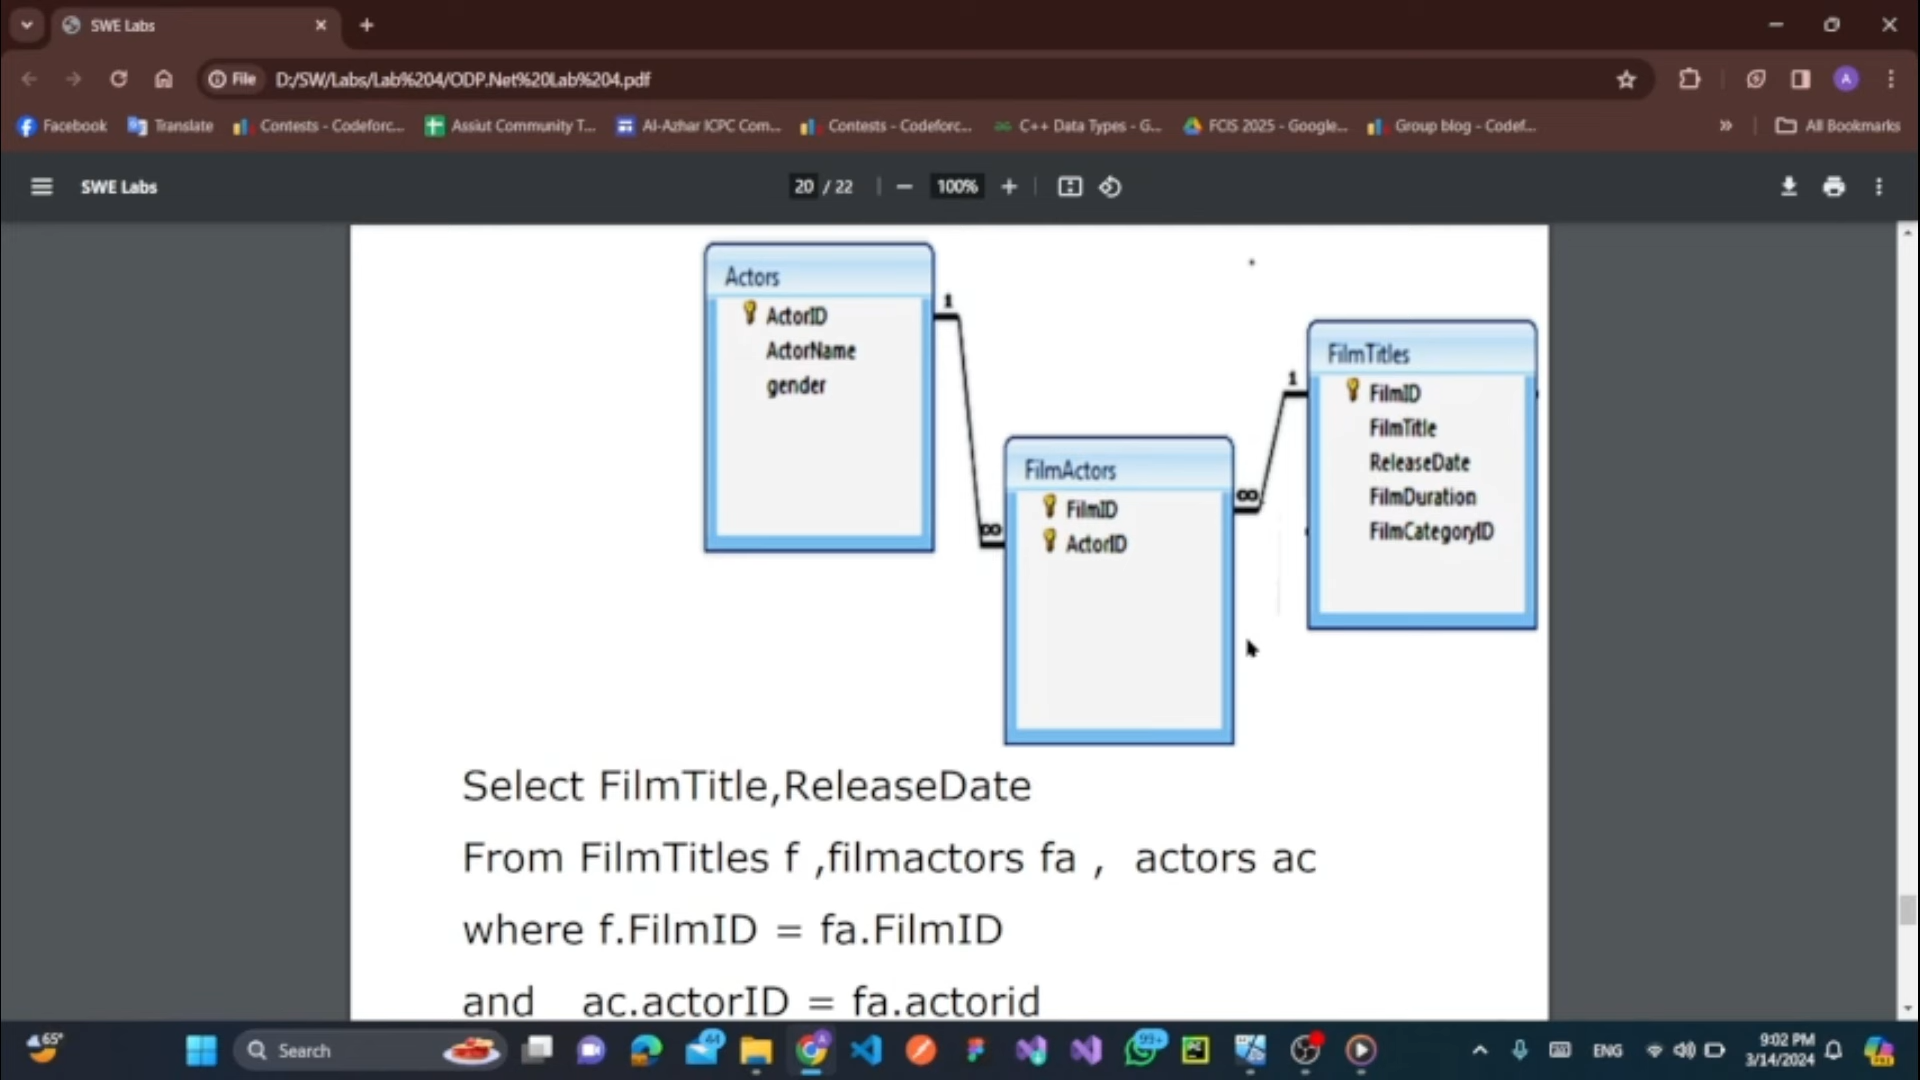 SWE Labs
File
D:/SW/Labs/Lab%204/ODP.Net%20Lab%204.pdf
A
Facebook
Translate
Contests - Codeforc...
Assiut Community T...
Al-Azhar ICPC Com...
Contests - Codeforc...
C++ Data Types - G...
FCIS 2025 - Google...
Group blog - Codef...
All Bookmarks
SWE Labs
20 / 22
100%
Actors
ActorID
ActorName
gender
1
∞
FilmActors
FilmID
ActorID
∞
1
FilmTitles
FilmID
FilmTitle
ReleaseDate
FilmDuration
FilmCategoryID
Select FilmTitle,ReleaseDate
From FilmTitles f ,filmactors fa , actors ac
where f.FilmID = fa.FilmID
and ac.actorID = fa.actorid
65°
Search
44
99+
ENG
9:02 PM
3/14/2024